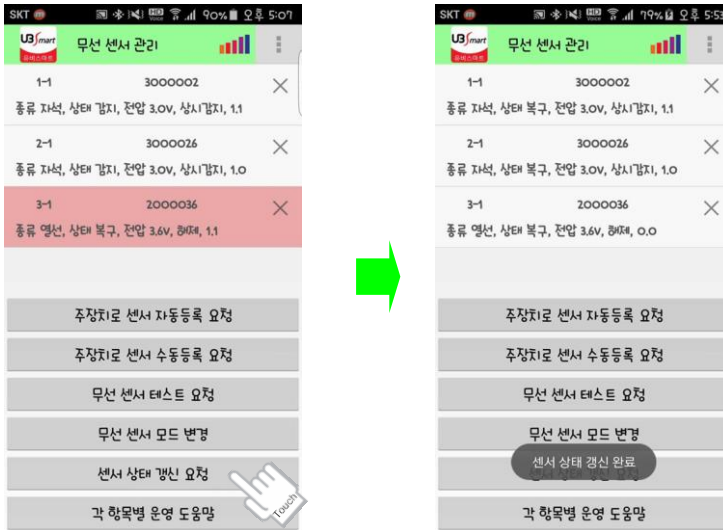 SKT 90% 오후 5:07
UBSmart
유비스마트
무선 센서 관리
1-1 3000002
종류 자석, 상태 감지, 전압 3.0V, 상시감지, 1.1
2-1 3000026
종류 자석, 상태 감지, 전압 3.0V, 상시감지, 1.0
3-1 2000036
종류 열선, 상태 복구, 전압 3.6V, 해제, 1.1
주장치로 센서 자동등록 요청
주장치로 센서 수동등록 요청
무선 센서 테스트 요청
무선 센서 모드 변경
센서 상태 갱신 요청
Touch
각 항목별 운영 도움말
SKT 79% 오후 5:53
UBSmart
유비스마트
무선 센서 관리
1-1 3000002
종류 자석, 상태 복구, 전압 3.0V, 상시감지, 1.1
2-1 3000026
종류 자석, 상태 복구, 전압 3.0V, 상시감지, 1.0
3-1 2000036
종류 열선, 상태 복구, 전압 3.6V, 해제, 0.0
주장치로 센서 자동등록 요청
주장치로 센서 수동등록 요청
무선 센서 테스트 요청
무선 센서 모드 변경
센서 상태 갱신 완료
센서 상태 갱신 요청
각 항목별 운영 도움말